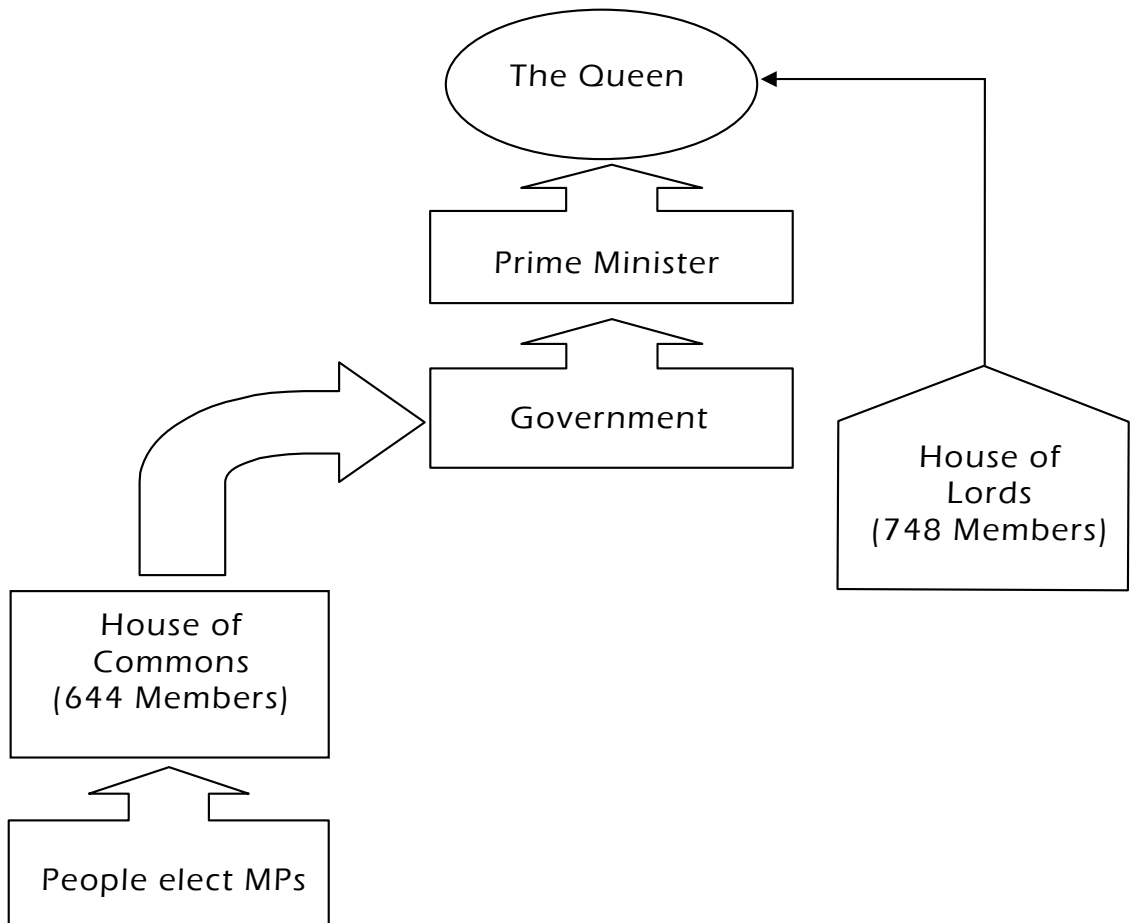 The Queen
Prime Minister
Government
House of
Lords
(748 Members)
House of
Commons
(644 Members)
People elect MPs